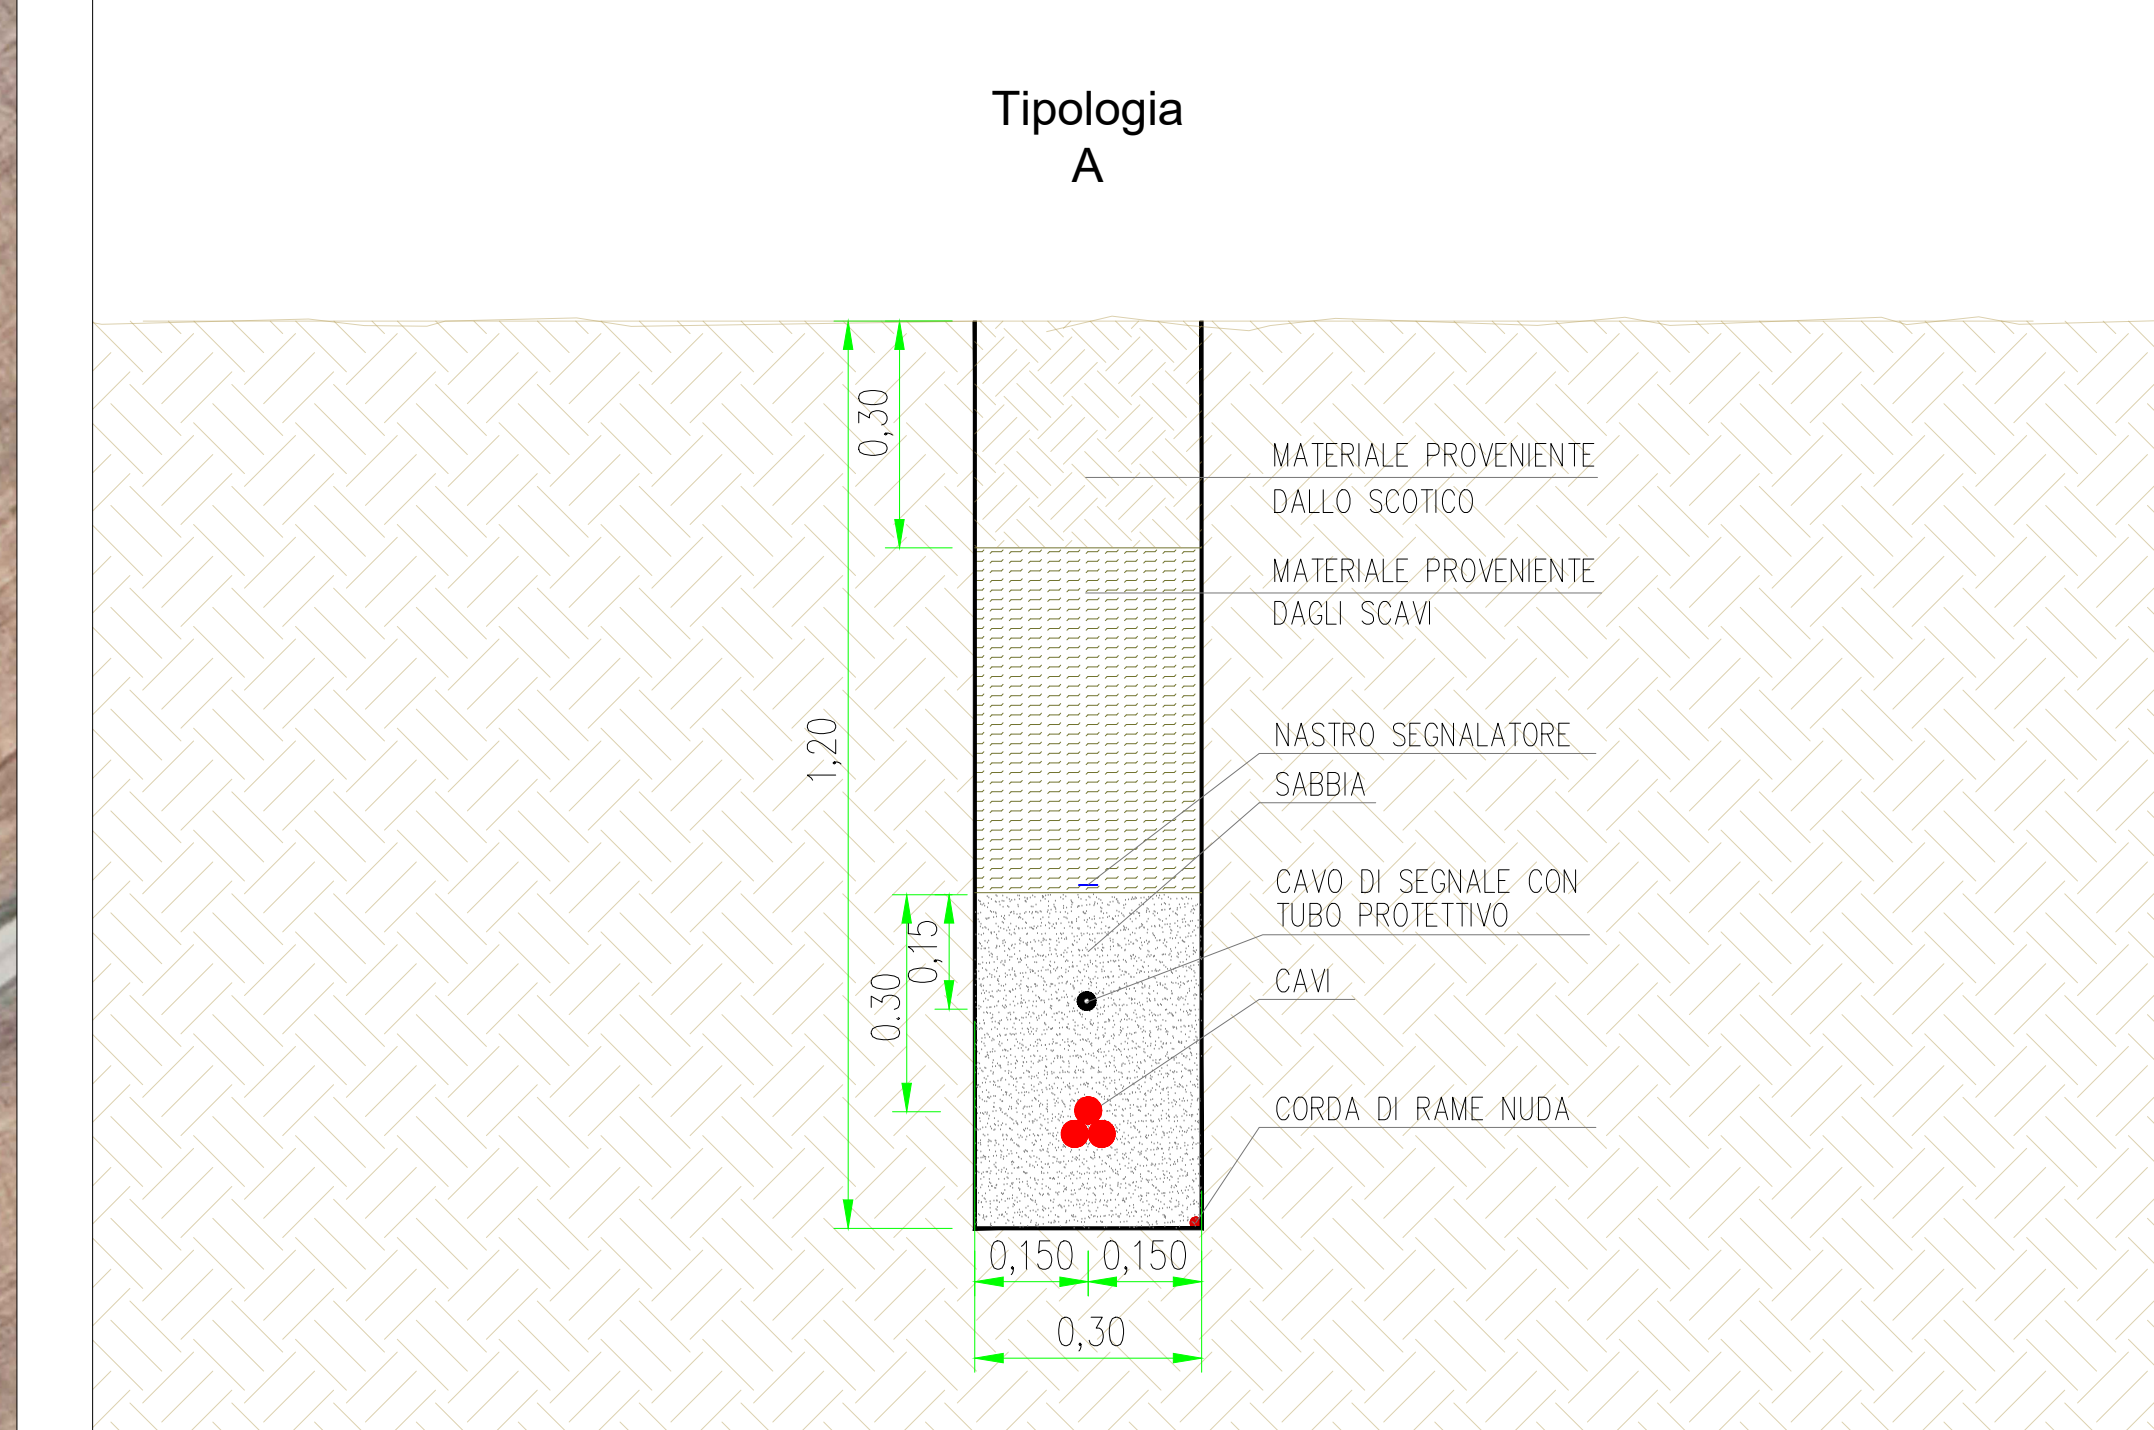 Tipologia
A
0,30
MATERIALE PROVENIENTE
DALLO SCOTICO
MATERIALE PROVENIENTE
DAGLI SCAVI
1,20
NASTRO SEGNALATORE
SABBIA
CAVO DI SEGNALE CON
TUBO PROTETTIVO
0,15
0.30
CAVI
CORDA DI RAME NUDA
0,150 0,150
0,30